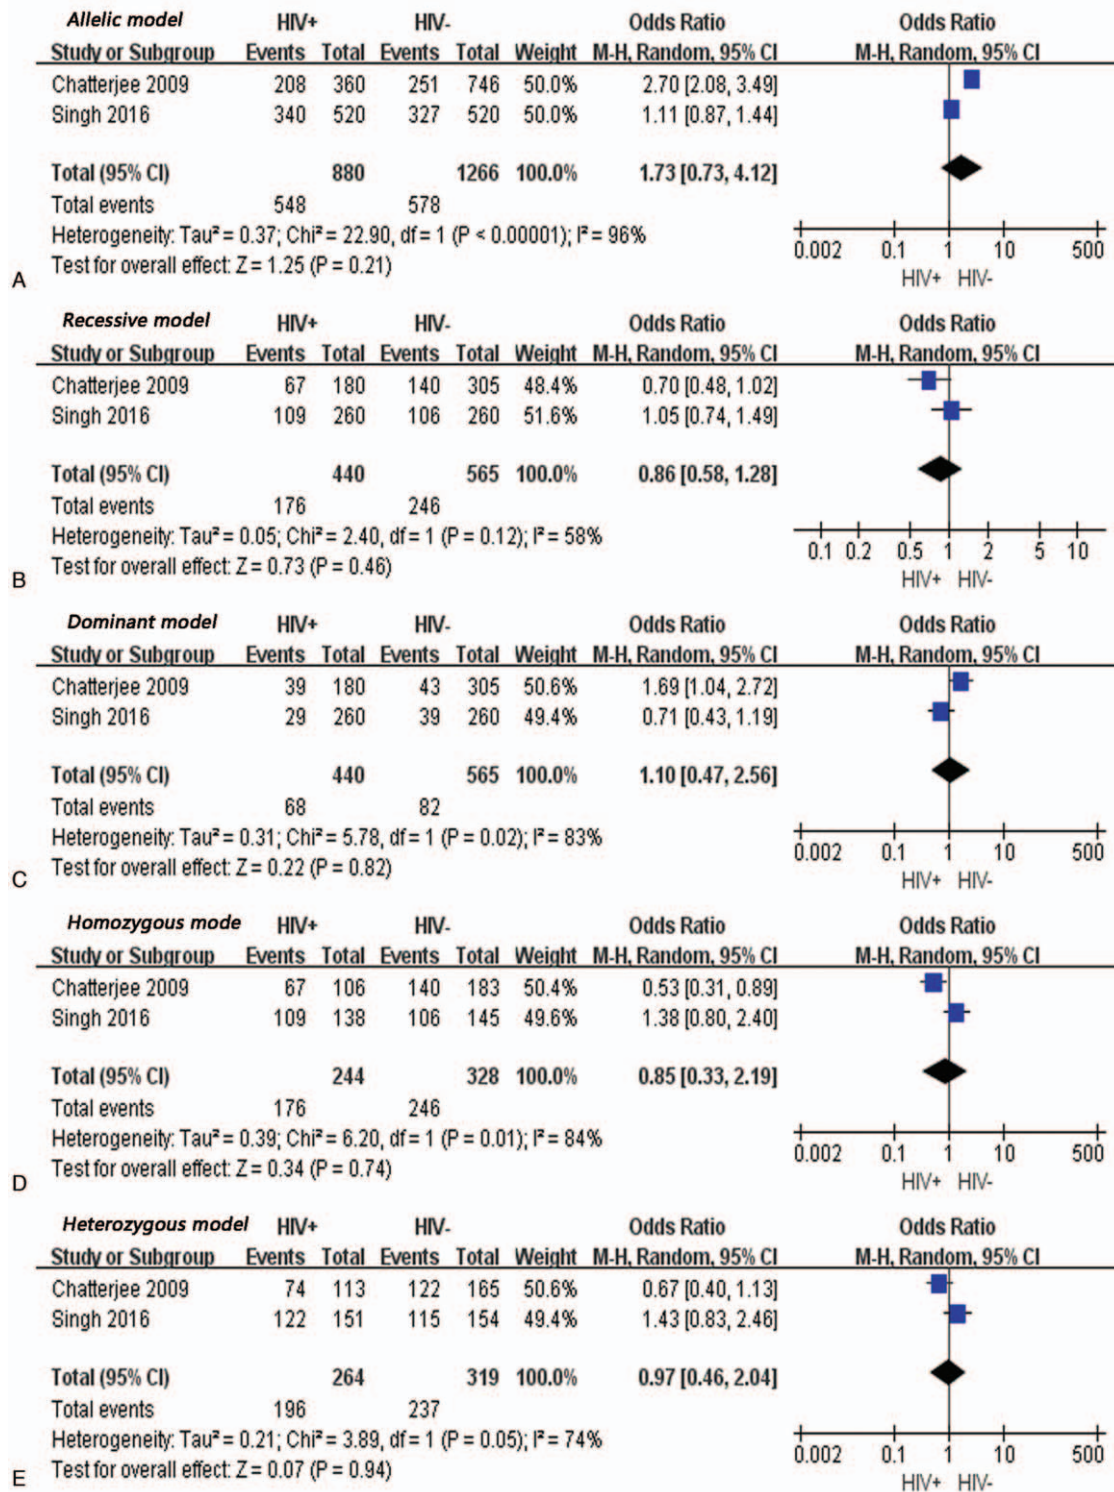 Allelic model HIV+ HIV- Odds Ratio Odds Ratio
Study or Subgroup Events Total Events Total Weight M-H, Random, 95% CI M-H, Random, 95% CI
Chatterjee 2009 208 360 251 746 50.0% 2.70 [2.08, 3.49]
Singh 2016 340 520 327 520 50.0% 1.11 [0.87, 1.44]
Total (95% CI) 880 1266 100.0% 1.73 [0.73, 4.12]
Total events 548 578
Heterogeneity: Tau² = 0.37; Chi² = 22.90, df = 1 (P < 0.00001); I² = 96%
Test for overall effect: Z = 1.25 (P = 0.21)
0.002 0.1 1 10 500
HIV+ HIV-
A
Recessive model HIV+ HIV- Odds Ratio Odds Ratio
Study or Subgroup Events Total Events Total Weight M-H, Random, 95% CI M-H, Random, 95% CI
Chatterjee 2009 67 180 140 305 48.4% 0.70 [0.48, 1.02]
Singh 2016 109 260 106 260 51.6% 1.05 [0.74, 1.49]
Total (95% CI) 440 565 100.0% 0.86 [0.58, 1.28]
Total events 176 246
Heterogeneity: Tau² = 0.05; Chi² = 2.40, df = 1 (P = 0.12); I² = 58%
Test for overall effect: Z = 0.73 (P = 0.46)
0.1 0.2 0.5 1 2 5 10
HIV+ HIV-
B
Dominant model HIV+ HIV- Odds Ratio Odds Ratio
Study or Subgroup Events Total Events Total Weight M-H, Random, 95% CI M-H, Random, 95% CI
Chatterjee 2009 39 180 43 305 50.6% 1.69 [1.04, 2.72]
Singh 2016 29 260 39 260 49.4% 0.71 [0.43, 1.19]
Total (95% CI) 440 565 100.0% 1.10 [0.47, 2.56]
Total events 68 82
Heterogeneity: Tau² = 0.31; Chi² = 5.78, df = 1 (P = 0.02); I² = 83%
Test for overall effect: Z = 0.22 (P = 0.82)
0.002 0.1 1 10 500
HIV+ HIV-
C
Homozygous mode HIV+ HIV- Odds Ratio Odds Ratio
Study or Subgroup Events Total Events Total Weight M-H, Random, 95% CI M-H, Random, 95% CI
Chatterjee 2009 67 106 140 183 50.4% 0.53 [0.31, 0.89]
Singh 2016 109 138 106 145 49.6% 1.38 [0.80, 2.40]
Total (95% CI) 244 328 100.0% 0.85 [0.33, 2.19]
Total events 176 246
Heterogeneity: Tau² = 0.39; Chi² = 6.20, df = 1 (P = 0.01); I² = 84%
Test for overall effect: Z = 0.34 (P = 0.74)
0.002 0.1 1 10 500
HIV+ HIV-
D
Heterozygous model HIV+ HIV- Odds Ratio Odds Ratio
Study or Subgroup Events Total Events Total Weight M-H, Random, 95% CI M-H, Random, 95% CI
Chatterjee 2009 74 113 122 165 50.6% 0.67 [0.40, 1.13]
Singh 2016 122 151 115 154 49.4% 1.43 [0.83, 2.46]
Total (95% CI) 264 319 100.0% 0.97 [0.46, 2.04]
Total events 196 237
Heterogeneity: Tau² = 0.21; Chi² = 3.89, df = 1 (P = 0.05); I² = 74%
Test for overall effect: Z = 0.07 (P = 0.94)
0.002 0.1 1 10 500
HIV+ HIV-
E